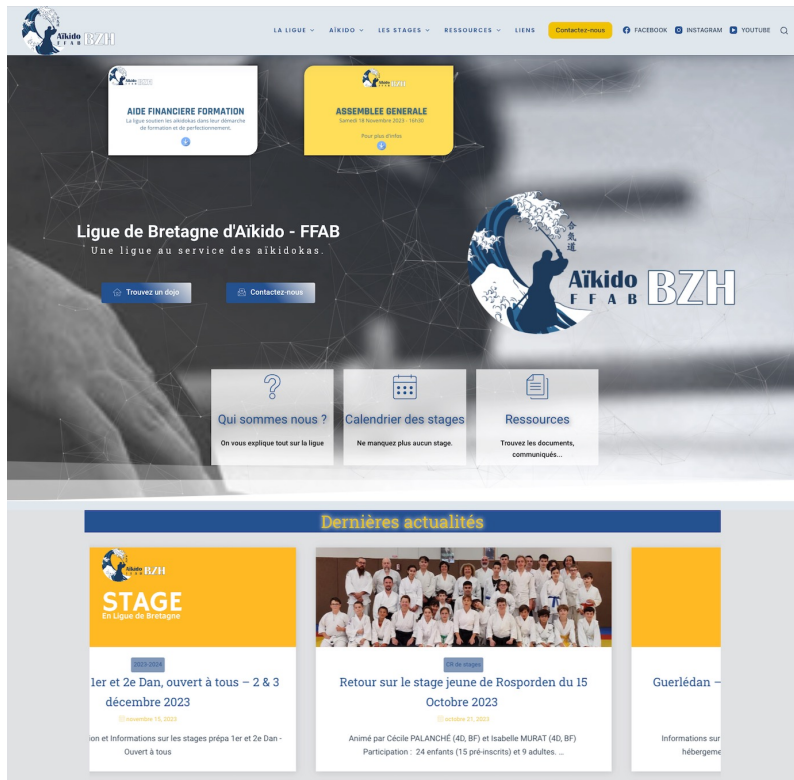 Aïkido BZH
FFAB
LA LIGUE
AÏKIDO
LES STAGES
RESSOURCES
LIENS
Contactez-nous
FACEBOOK
INSTAGRAM
YOUTUBE
Aïkido BZH
AIDE FINANCIERE FORMATION
La ligue soutien les aïkidokas dans leur démarche
de formation et de perfectionnement.
Aïkido BZH
ASSEMBLEE GENERALE
Samedi 18 Novembre 2023 - 16h30
Pour plus d'infos
Ligue de Bretagne d'Aïkido - FFAB
Une ligue au service des aïkidokas.
Trouvez un dojo
Contactez-nous
合
気
道
Aïkido BZH
FFAB
Qui sommes nous ?
On vous explique tout sur la ligue
Calendrier des stages
Ne manquez plus aucun stage.
Ressources
Trouvez les documents,
communiqués...
Dernières actualités
Aïkido BZH
STAGE
En Ligue de Bretagne
2023-2024
1er et 2e Dan, ouvert à tous – 2 & 3
décembre 2023
novembre 15, 2023
ion et Informations sur les stages prépa 1er et 2e Dan -
Ouvert à tous
CR de stages
Retour sur le stage jeune de Rosporden du 15
Octobre 2023
octobre 21, 2023
Animé par Cécile PALANCHÉ (4D, BF) et Isabelle MURAT (4D, BF)
Participation : 24 enfants (15 pré-inscrits) et 9 adultes. ...
Guerlédan –
Informations sur
hébergeme